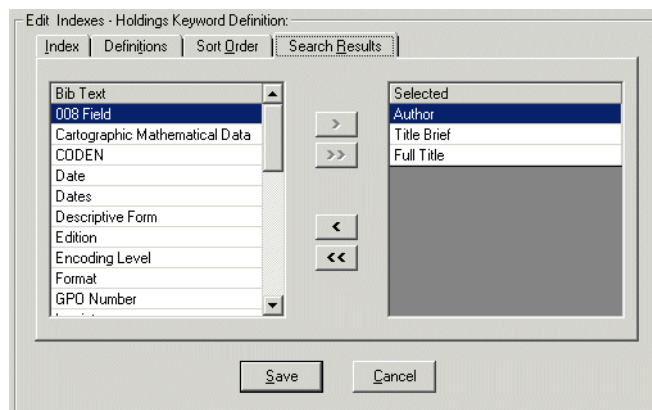 Edit Indexes - Holdings Keyword Definition:
Index Definitions Sort Order Search Results
Bib Text
008 Field
Cartographic Mathematical Data
CODEN
Date
Dates
Descriptive Form
Edition
Encoding Level
Format
GPO Number
>
>>
<
<<
Selected
Author
Title Brief
Full Title
Save Cancel